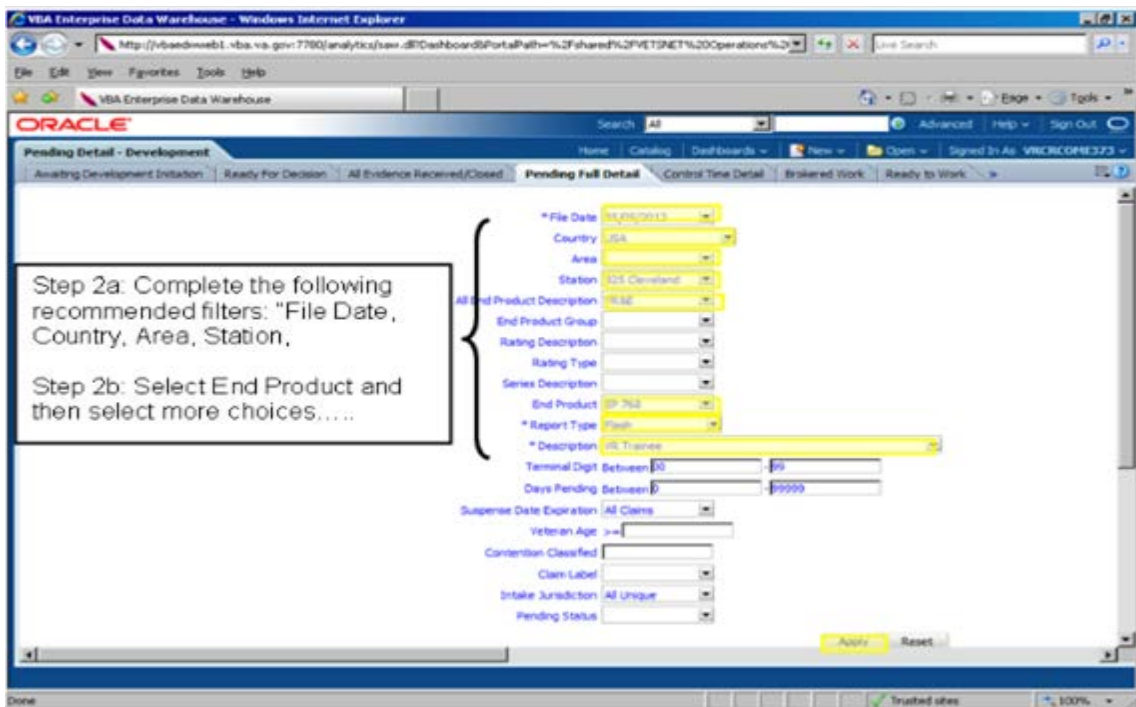 VBA Enterprise Data Warehouse - Windows Internet Explorer
Live Search
File Edit View Favorites Tools Help
VBA Enterprise Data Warehouse
Page Tools
ORACLE
Search All
Advanced Help Sign Out
Pending Detail - Development
Home Catalog Dashboards New Open Signed In As VRCRCOME373
Awaiting Development Initiation Ready For Decision All Evidence Received/Closed Pending Full Detail Control Time Detail Brokered Work Ready to Work
* File Date
Country USA
Area
Station 325 Cleveland
All End Product Description VR&E
End Product Group
Rating Description
Rating Type
Series Description
End Product EP 768
* Report Type Flash
* Description VR Trainee
Terminal Digit Between 00 - 99
Days Pending Between 0 - 99999
Suspense Date Expiration All Claims
Veteran Age >=
Contention Classified
Claim Label
Intake Jurisdiction All Unique
Pending Status
Apply Reset
Step 2a: Complete the following
recommended filters: "File Date,
Country, Area, Station,
Step 2b: Select End Product and
then select more choices.....
Done
Trusted sites
100%